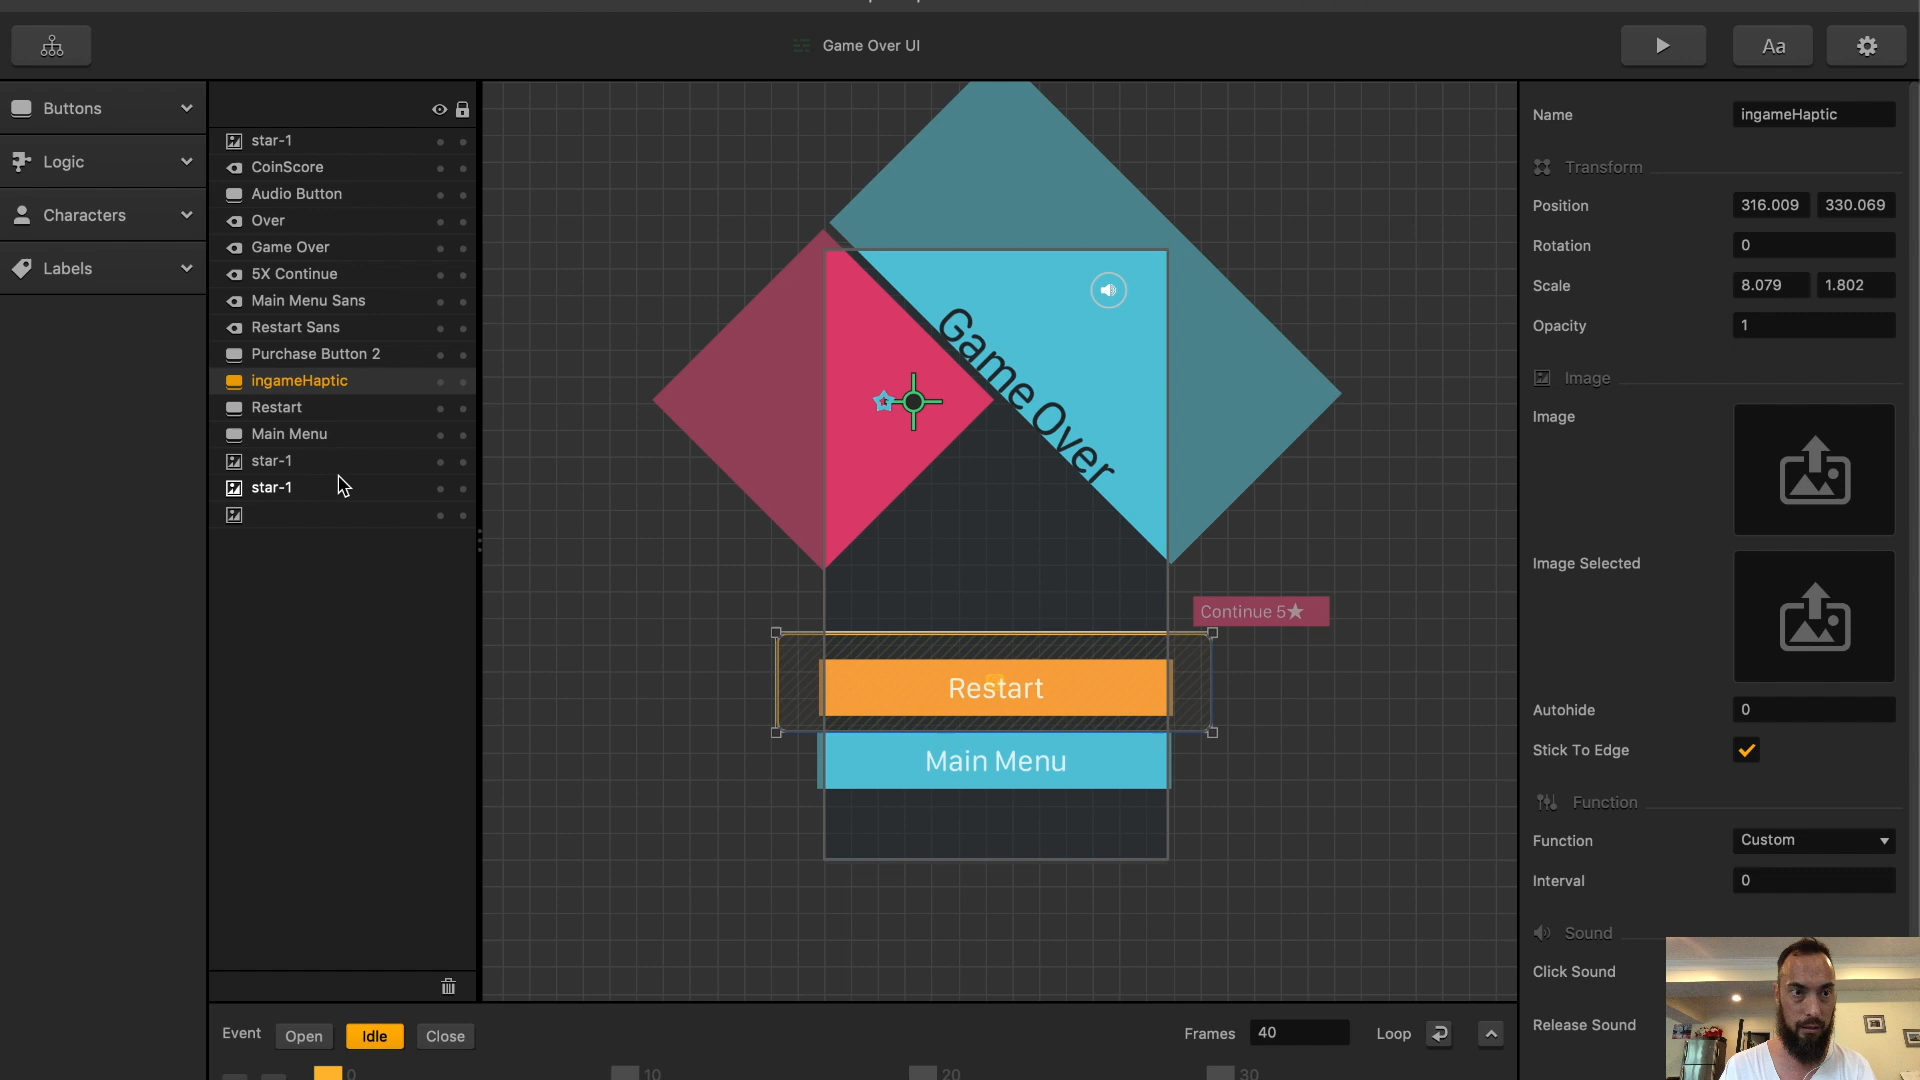 Game Over UI
Aa
Buttons
Logic
Characters
Labels
star-1
CoinScore
Audio Button
Over
Game Over
5X Continue
Main Menu Sans
Restart Sans
Purchase Button 2
ingameHaptic
Restart
Main Menu
star-1
star-1
Game Over
Continue 5★
Restart
Main Menu
Name ingameHaptic
Transform
Position 316.009 330.069
Rotation 0
Scale 8.079 1.802
Opacity 1
Image
Image
Image Selected
Autohide 0
Stick To Edge
Function
Function Custom
Interval 0
Sound
Click Sound
Release Sound
Event Open Idle Close
Frames 40 Loop
0 10 20 30